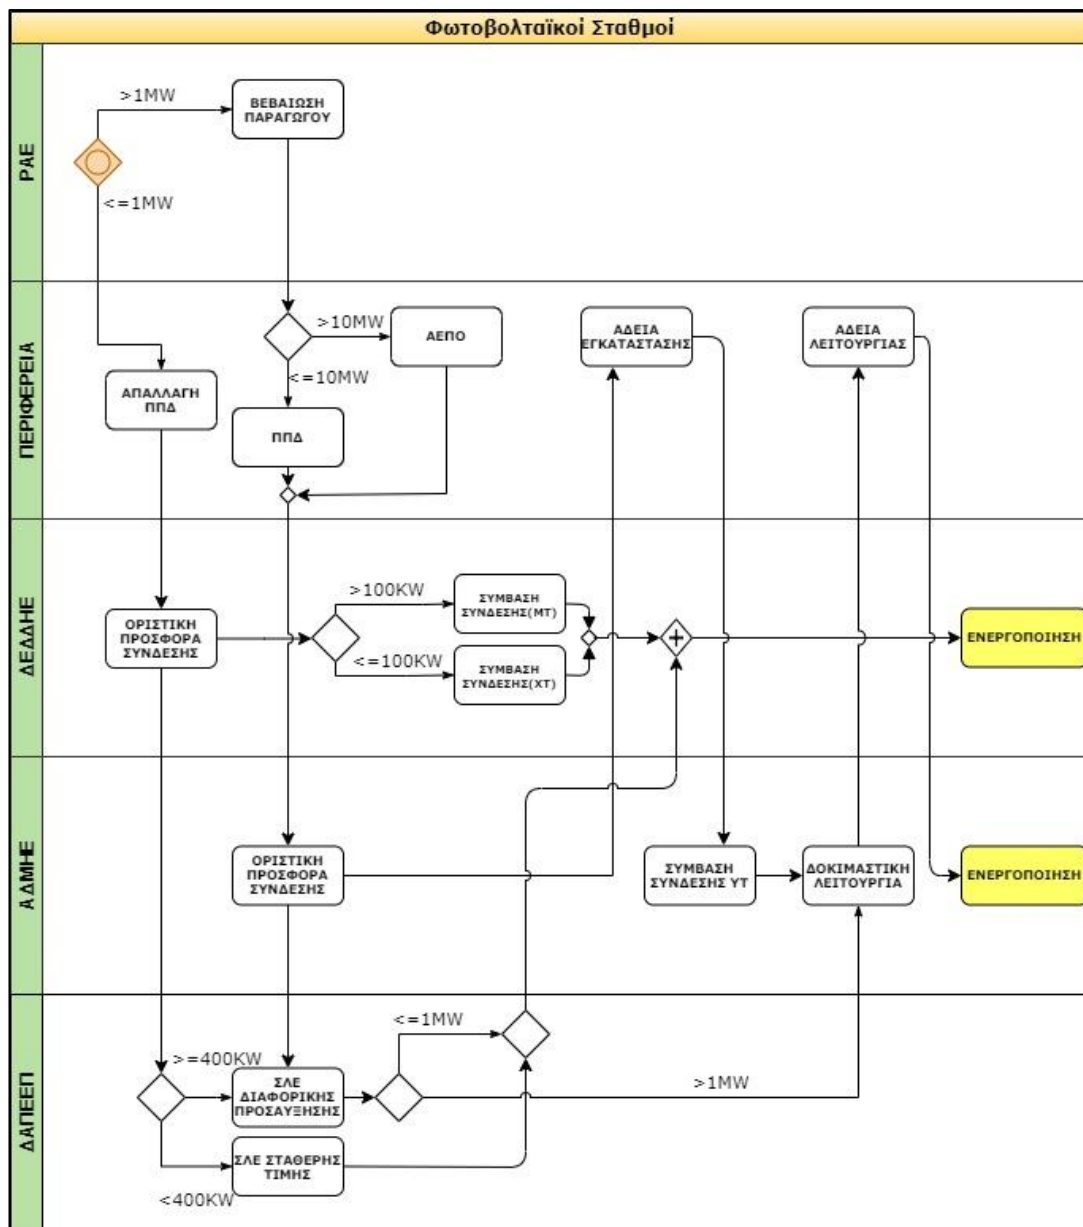 Φωτοβολταϊκοί Σταθμοί
ΡΑΕ
>1MW
ΒΕΒΑΙΩΣΗ
ΠΑΡΑΓΩΓΟΥ
<=1MW
ΠΕΡΙΦΕΡΕΙΑ
>10MW
ΑΕΠΟ
<=10MW
ΑΠΑΛΛΑΓΗ
ΠΠΔ
ΠΠΔ
ΑΔΕΙΑ
ΕΓΚΑΤΑΣΤΑΣΗΣ
ΑΔΕΙΑ
ΛΕΙΤΟΥΡΓΙΑΣ
ΔΕΔΔΗΕ
ΟΡΙΣΤΙΚΗ
ΠΡΟΣΦΟΡΑ
ΣΥΝΔΕΣΗΣ
>100KW
ΣΥΜΒΑΣΗ
ΣΥΝΔΕΣΗΣ(ΜΤ)
<=100KW
ΣΥΜΒΑΣΗ
ΣΥΝΔΕΣΗΣ(ΧΤ)
ΕΝΕΡΓΟΠΟΙΗΣΗ
ΑΔΜΗΕ
ΟΡΙΣΤΙΚΗ
ΠΡΟΣΦΟΡΑ
ΣΥΝΔΕΣΗΣ
ΣΥΜΒΑΣΗ
ΣΥΝΔΕΣΗΣ ΥΤ
ΔΟΚΙΜΑΣΤΙΚΗ
ΛΕΙΤΟΥΡΓΙΑ
ΕΝΕΡΓΟΠΟΙΗΣΗ
ΔΑΠΕΕΠ
>=400KW
ΣΛΕ
ΔΙΑΦΟΡΙΚΗΣ
ΠΡΟΣΑΥΞΗΣΗΣ
<=1MW
>1MW
ΣΛΕ ΣΤΑΘΕΡΗΣ
ΤΙΜΗΣ
<400KW